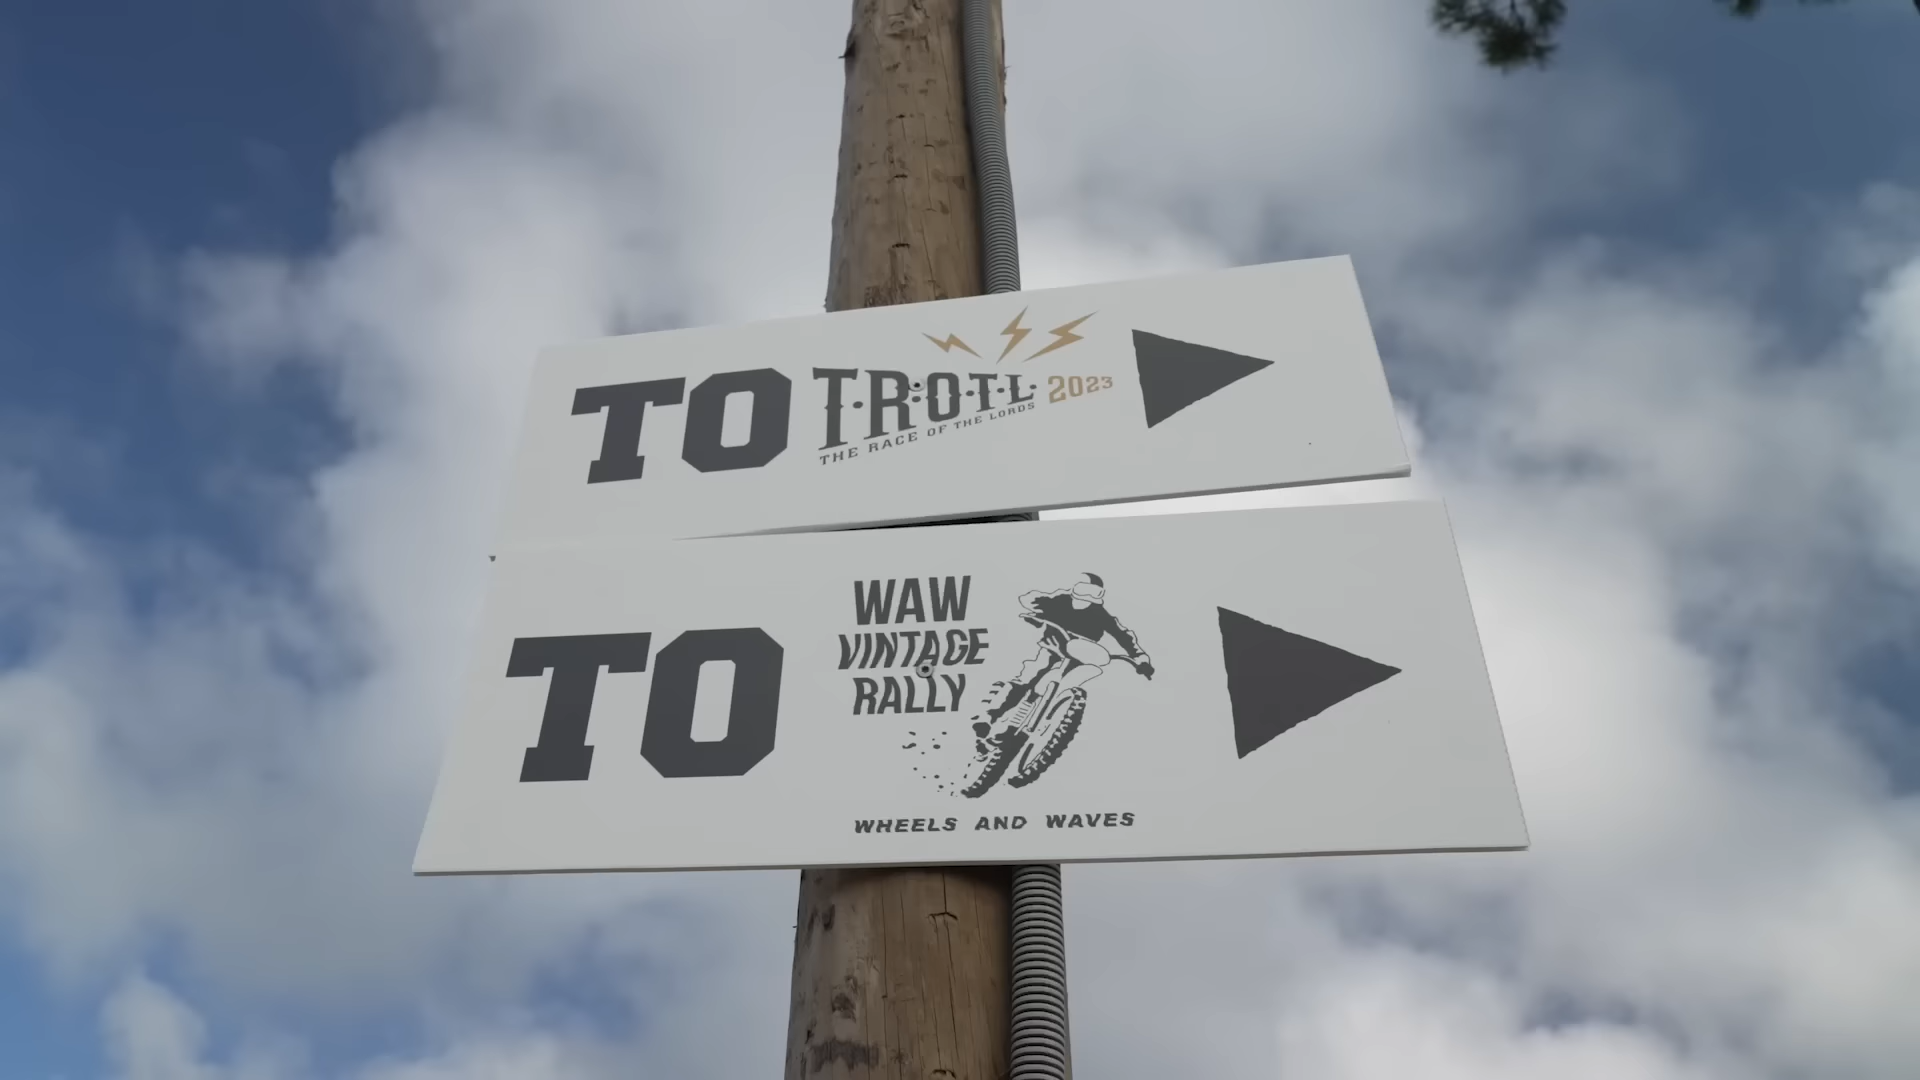 TO T·R·O·T·L 2023
THE RACE OF THE LORDS
TO
WAW
VINTAGE
RALLY
WHEELS AND WAVES